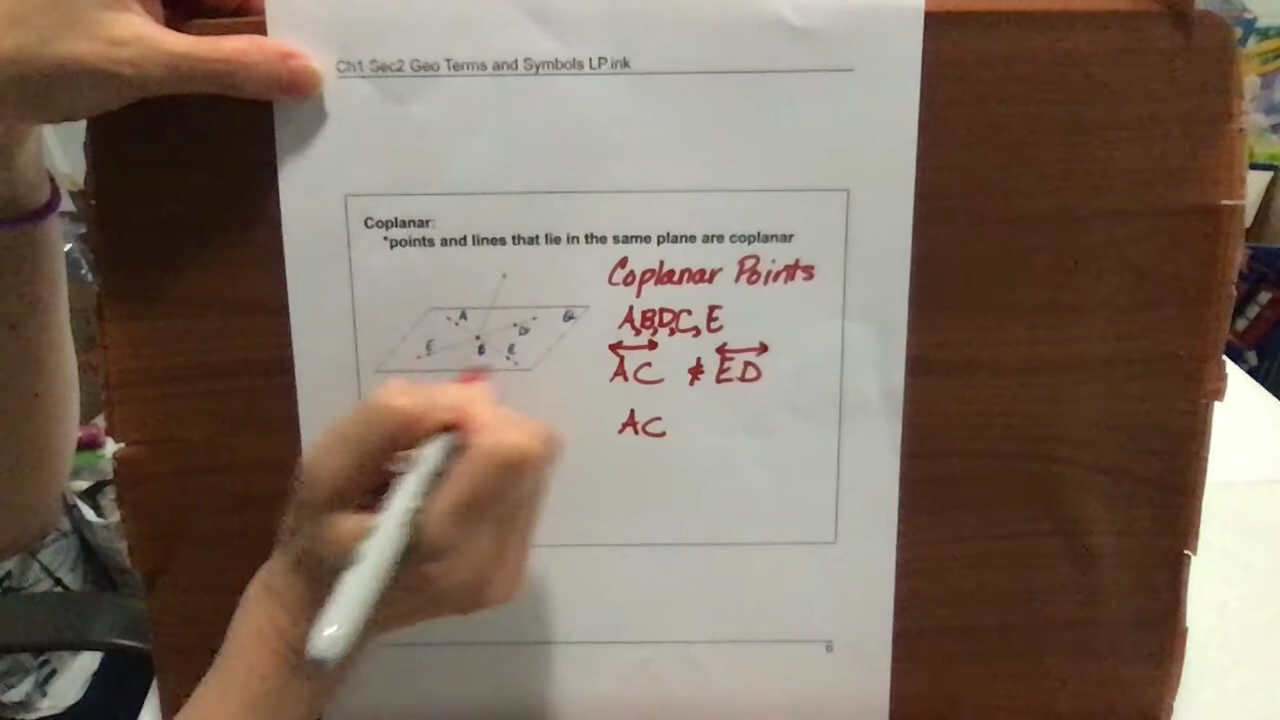 Ch1 Sec2 Geo Terms and Symbols LP.ink
Coplanar:
*points and lines that lie in the same plane are coplanar
Coplanar Points
A,B,D,C,E
AC & ED
AC
A
Q
D
E
B
6